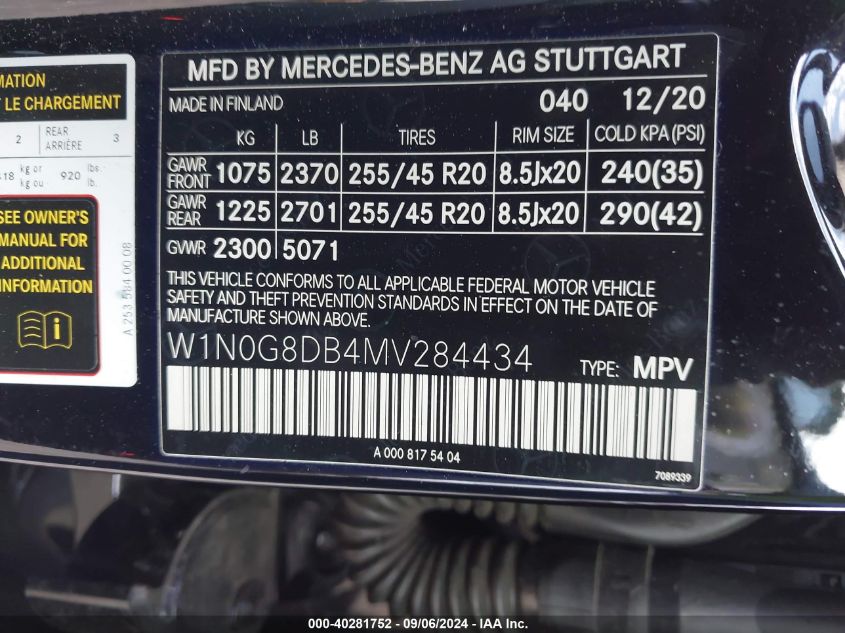 MATION
LE CHARGEMENT
2 REAR ARRIÈRE 3
kg or kg ou 920 lbs. lb.
SEE OWNER'S
MANUAL FOR
ADDITIONAL
INFORMATION
A 253 584 00 08
MFD BY MERCEDES-BENZ AG STUTTGART
MADE IN FINLAND 040 12/20
KG LB TIRES RIM SIZE COLD KPA (PSI)
GAWR FRONT 1075 2370 255/45 R20 8.5Jx20 240(35)
GAWR REAR 1225 2701 255/45 R20 8.5Jx20 290(42)
GVWR 2300 5071
THIS VEHICLE CONFORMS TO ALL APPLICABLE FEDERAL MOTOR VEHICLE
SAFETY AND THEFT PREVENTION STANDARDS IN EFFECT ON THE DATE OF
MANUFACTURE SHOWN ABOVE.
W1N0G8DB4MV284434 TYPE: MPV
A 000 817 54 04
7089339
000-40281752 - 09/06/2024 - IAA Inc.